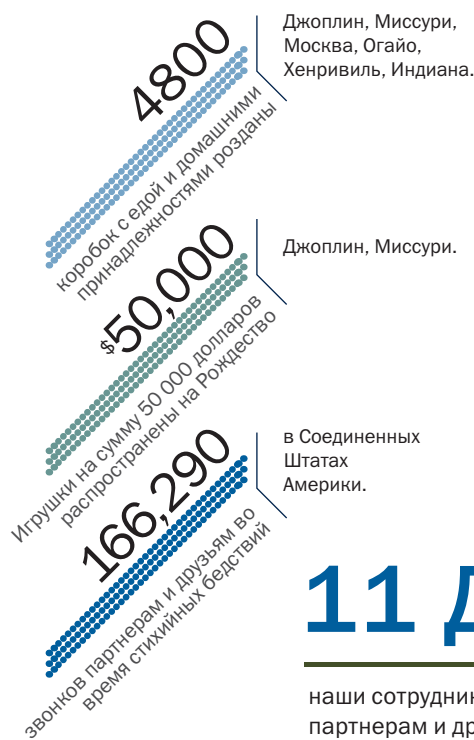 4800
коробок с едой и домашними
принадлежностями розданы
Джоплин, Миссури,
Москва, Огайо,
Хенривиль, Индиана.
$50,000
Игрушки на сумму 50 000 долларов
распространены на Рождество
Джоплин, Миссури.
166,290
звонков партнерам и друзьям во
время стихийных бедствий
в Соединенных
Штатах
Америки.
11
наши
партнерам и